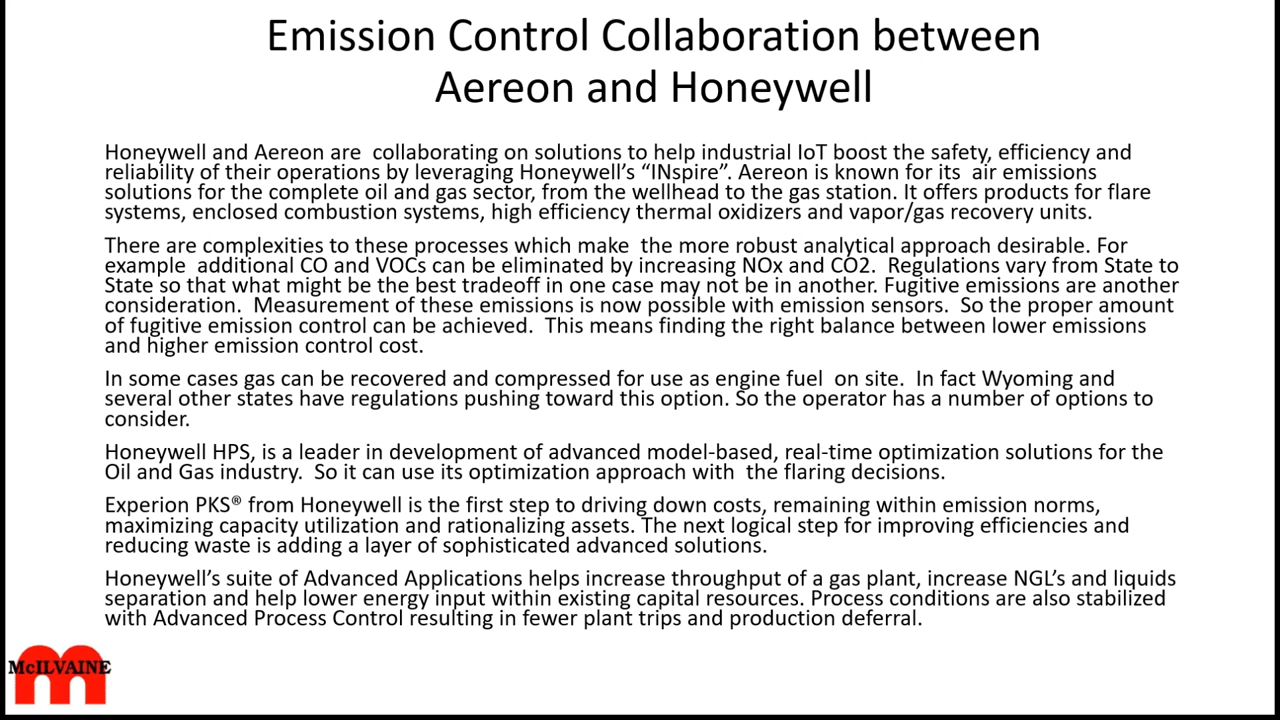 Emission Control Collaboration between
Aereon and Honeywell
Honeywell and Aereon are  collaborating on solutions to help industrial IoT boost the safety, efficiency and
reliability of their operations by leveraging Honeywell’s “INspire”. Aereon is known for its  air emissions
solutions for the complete oil and gas sector, from the wellhead to the gas station. It offers products for flare
systems, enclosed combustion systems, high efficiency thermal oxidizers and vapor/gas recovery units.
There are complexities to these processes which make  the more robust analytical approach desirable. For
example  additional CO and VOCs can be eliminated by increasing NOx and CO2.  Regulations vary from State to
State so that what might be the best tradeoff in one case may not be in another. Fugitive emissions are another
consideration.  Measurement of these emissions is now possible with emission sensors.  So the proper amount
of fugitive emission control can be achieved.  This means finding the right balance between lower emissions
and higher emission control cost.
In some cases gas can be recovered and compressed for use as engine fuel  on site.  In fact Wyoming and
several other states have regulations pushing toward this option. So the operator has a number of options to
consider.
Honeywell HPS, is a leader in development of advanced model-based, real-time optimization solutions for the
Oil and Gas industry.  So it can use its optimization approach with  the flaring decisions.
Experion PKS® from Honeywell is the first step to driving down costs, remaining within emission norms,
maximizing capacity utilization and rationalizing assets. The next logical step for improving efficiencies and
reducing waste is adding a layer of sophisticated advanced solutions.
Honeywell’s suite of Advanced Applications helps increase throughput of a gas plant, increase NGL’s and liquids
separation and help lower energy input within existing capital resources. Process conditions are also stabilized
with Advanced Process Control resulting in fewer plant trips and production deferral.
McILVAINE